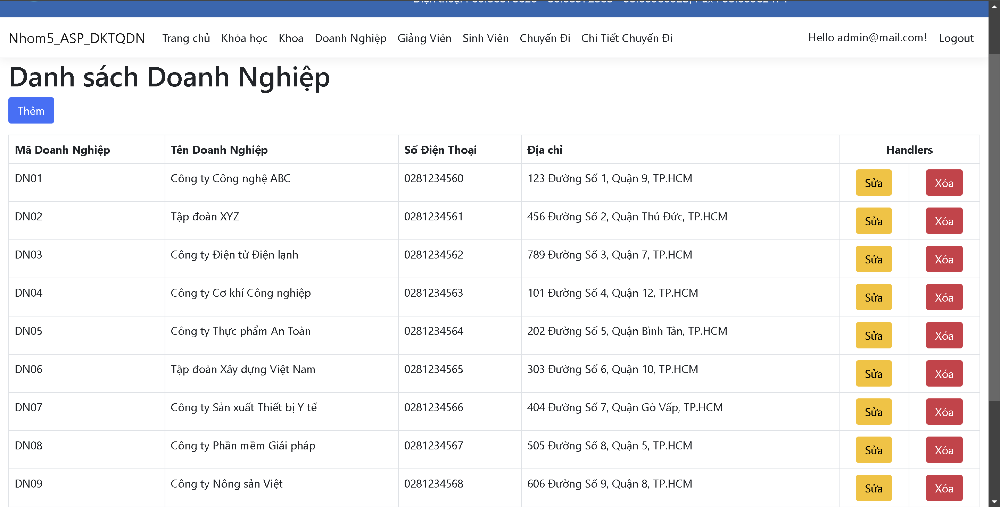 Nhom5_ASP_DKTQDN Trang chủ Khóa học Khoa Doanh Nghiệp Giảng Viên Sinh Viên Chuyến Đi Chi Tiết Chuyến Đi Hello admin@mail.com! Logout
Danh sách Doanh Nghiệp
Thêm
Mã Doanh Nghiệp Tên Doanh Nghiệp Số Điện Thoại Địa chỉ Handlers
DN01 Công ty Công nghệ ABC 0281234560 123 Đường Số 1, Quận 9, TP.HCM Sửa Xóa
DN02 Tập đoàn XYZ 0281234561 456 Đường Số 2, Quận Thủ Đức, TP.HCM Sửa Xóa
DN03 Công ty Điện tử Điện lạnh 0281234562 789 Đường Số 3, Quận 7, TP.HCM Sửa Xóa
DN04 Công ty Cơ khí Công nghiệp 0281234563 101 Đường Số 4, Quận 12, TP.HCM Sửa Xóa
DN05 Công ty Thực phẩm An Toàn 0281234564 202 Đường Số 5, Quận Bình Tân, TP.HCM Sửa Xóa
DN06 Tập đoàn Xây dựng Việt Nam 0281234565 303 Đường Số 6, Quận 10, TP.HCM Sửa Xóa
DN07 Công ty Sản xuất Thiết bị Y tế 0281234566 404 Đường Số 7, Quận Gò Vấp, TP.HCM Sửa Xóa
DN08 Công ty Phần mềm Giải pháp 0281234567 505 Đường Số 8, Quận 5, TP.HCM Sửa Xóa
DN09 Công ty Nông sản Việt 0281234568 606 Đường Số 9, Quận 8, TP.HCM Sửa Xóa